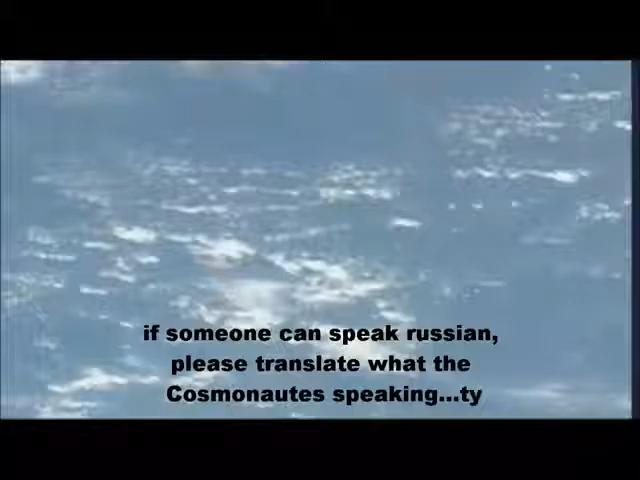 if someone can speak russian,
please translate what the
Cosmonautes speaking...ty